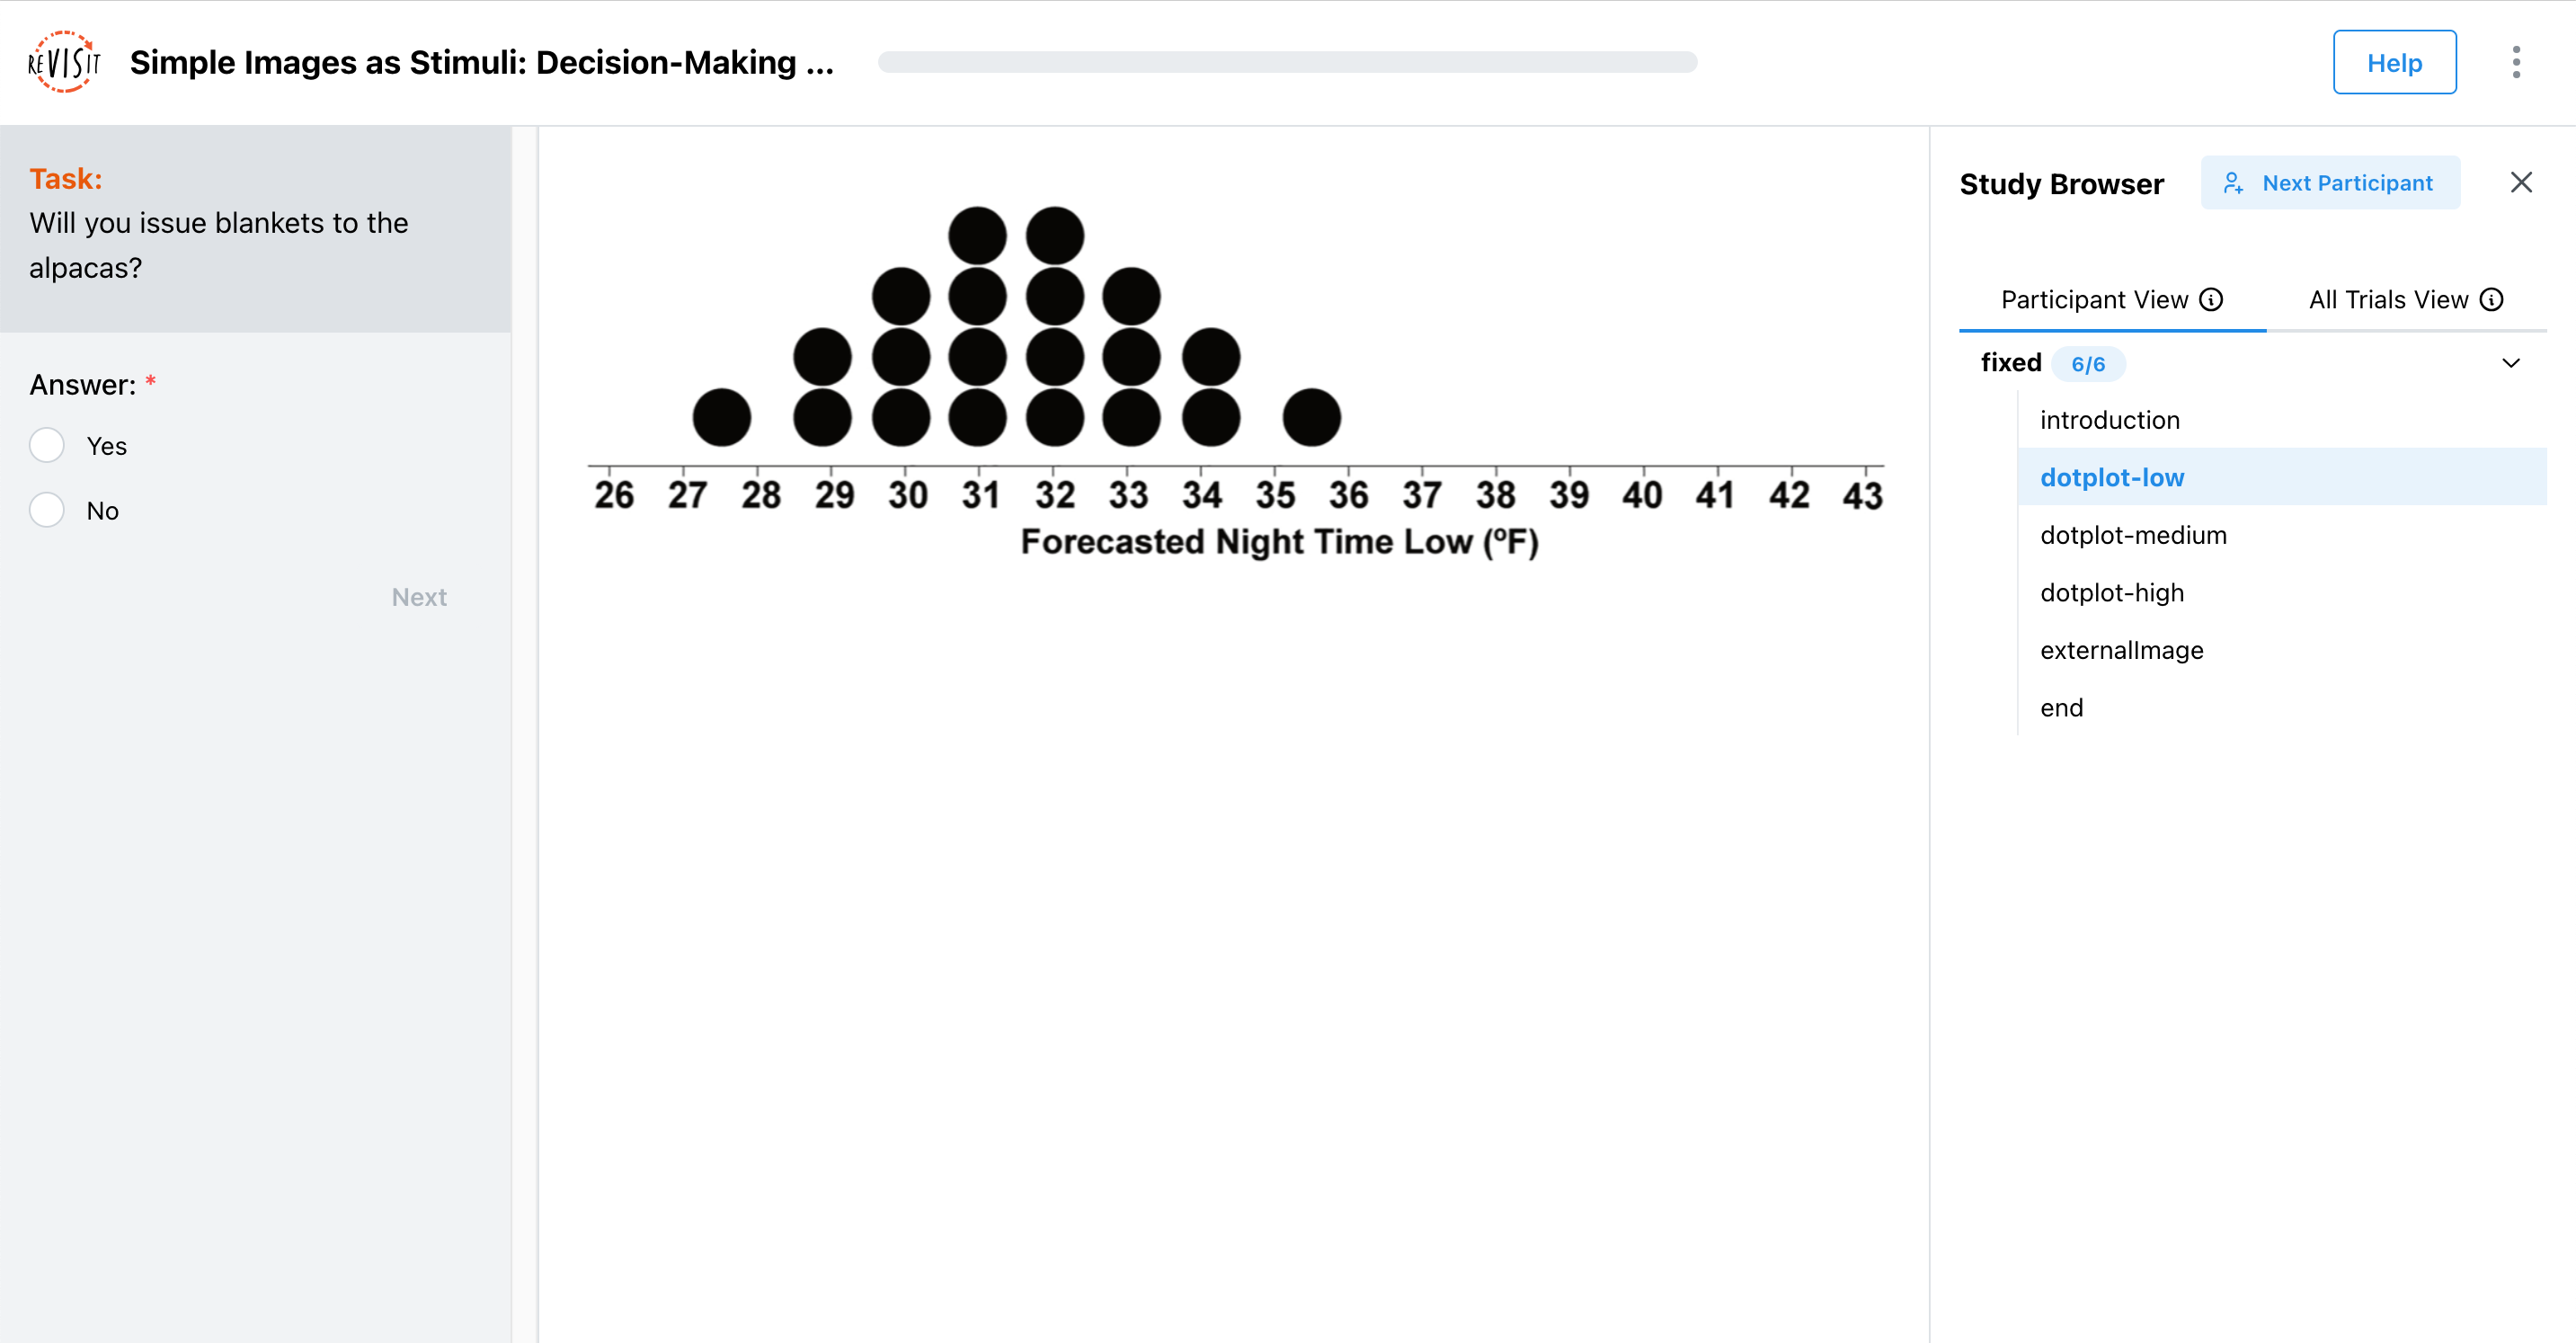 REVISIT
Simple Images as Stimuli: Decision-Making ...
Help
Task:
Will you issue blankets to the
alpacas?
Answer: *
Yes
No
Next
26 27 28 29 30 31 32 33 34 35 36 37 38 39 40 41 42 43
Forecasted Night Time Low (ºF)
Study Browser
Next Participant
Participant View
All Trials View
fixed 6/6
introduction
dotplot-low
dotplot-medium
dotplot-high
externalImage
end